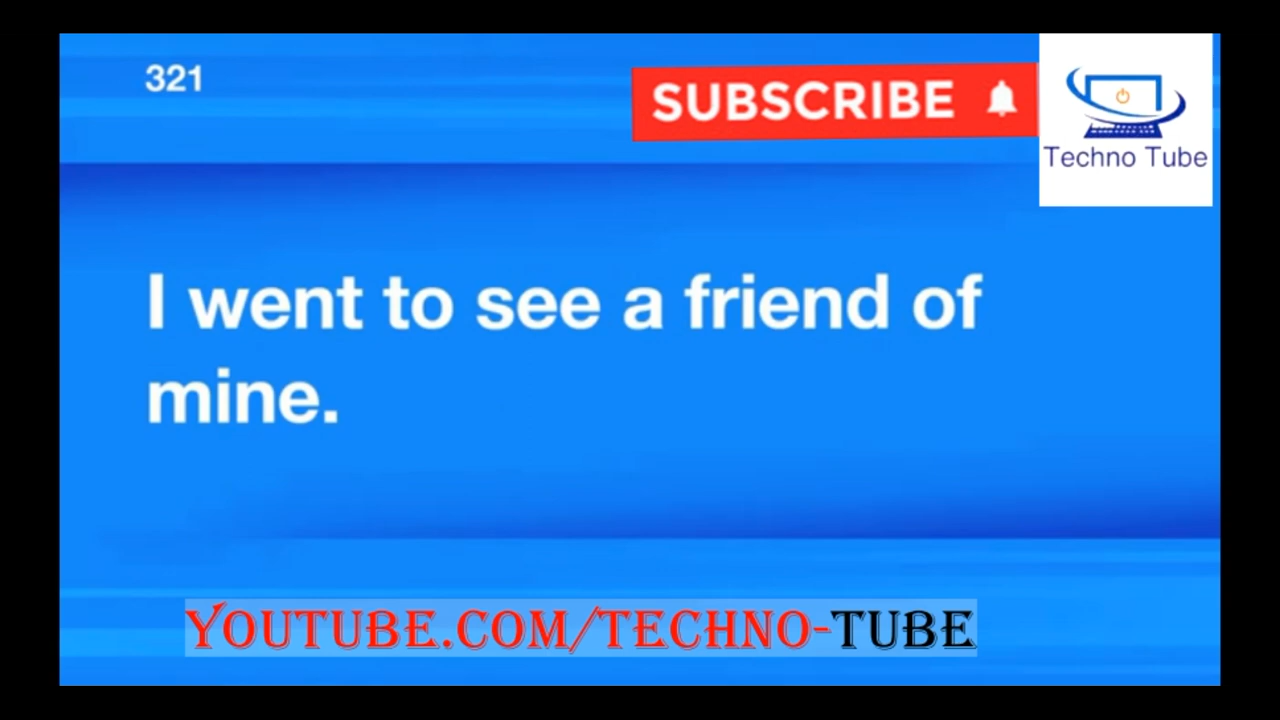 321
SUBSCRIBE
Techno Tube
I went to see a friend of
mine.
YOUTUBE.COM/TECHNO-TUBE